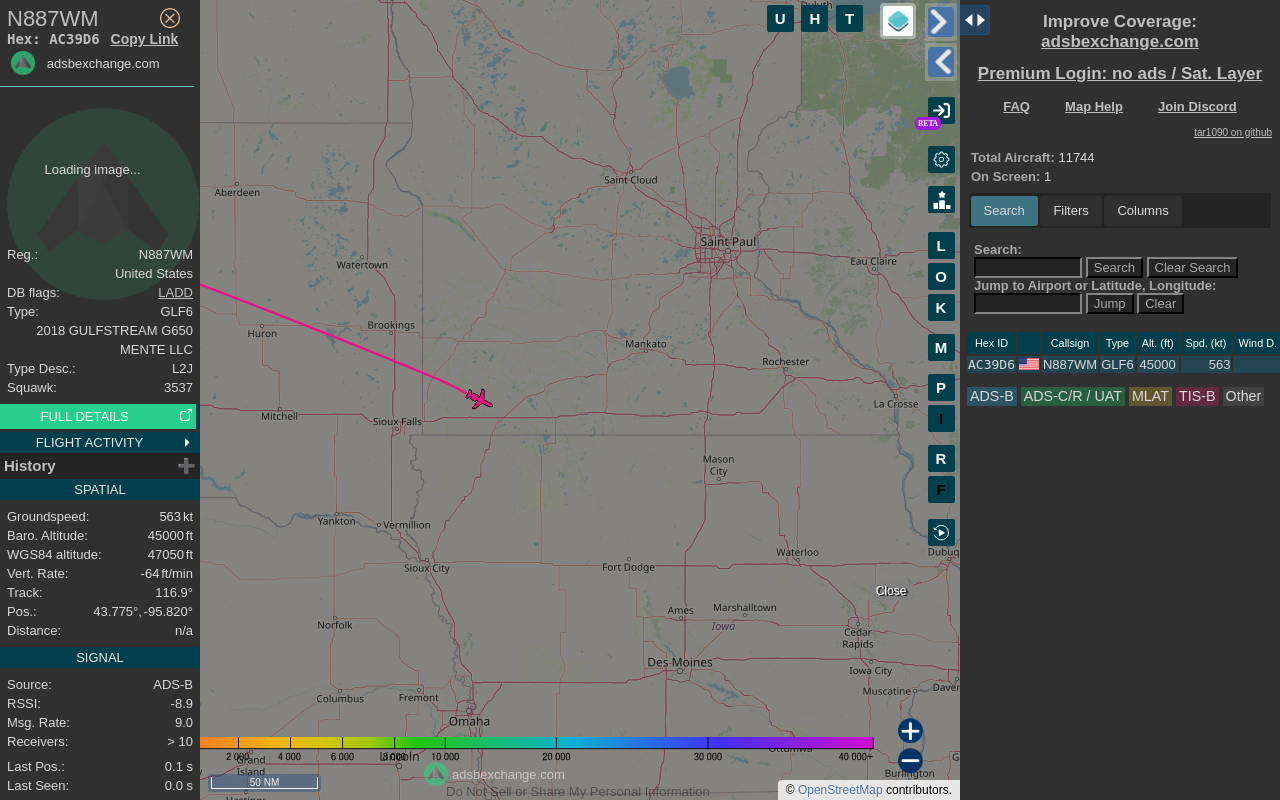 N887WM
Hex: AC39D6 Copy Link
adsbexchange.com
Loading image...
Reg.: N887WM
United States
DB flags: LADD
Type: GLF6
2018 GULFSTREAM G650
MENTE LLC
Type Desc.: L2J
Squawk: 3537
FULL DETAILS
FLIGHT ACTIVITY
History
SPATIAL
Groundspeed: 563 kt
Baro. Altitude: 45000 ft
WGS84 altitude: 47050 ft
Vert. Rate: -64 ft/min
Track: 116.9°
Pos.: 43.775°, -95.820°
Distance: n/a
SIGNAL
Source: ADS-B
RSSI: -8.9
Msg. Rate: 9.0
Receivers: > 10
Last Pos.: 0.1 s
Last Seen: 0.0 s
Duluth
U H T
BETA
Saint Cloud
Aberdeen
Saint Paul
Watertown
Eau Claire
L
O
K
M
P
I
R
F
Huron
Brookings
Mankato
Rochester
Mitchell
Sioux Falls
La Crosse
Mason
City
Yankton
Vermillion
Waterloo
Dubuq
Sioux City
Fort Dodge
Close
Ames
Marshalltown
Norfolk
Iowa
Cedar
Rapids
Des Moines
Iowa City
Columbus
Fremont
Muscatine
Daven
Omaha
Ottumwa
2 000 4 000 6 000 8 000 10 000 20 000 30 000 40 000+
Grand
Island
Lincoln
G
Burlington
50 NM
adsbexchange.com
Do Not Sell or Share My Personal Information
Hastings
© OpenStreetMap contributors.
Improve Coverage:
adsbexchange.com
Premium Login: no ads / Sat. Layer
FAQ Map Help Join Discord
tar1090 on github
Total Aircraft: 11744
On Screen: 1
Search Filters Columns
Search:
Search Clear Search
Jump to Airport or Latitude, Longitude:
Jump Clear
Hex ID Callsign Type Alt. (ft) Spd. (kt) Wind D.
AC39D6 N887WM GLF6 45000 563
ADS-B ADS-C/R / UAT MLAT TIS-B Other